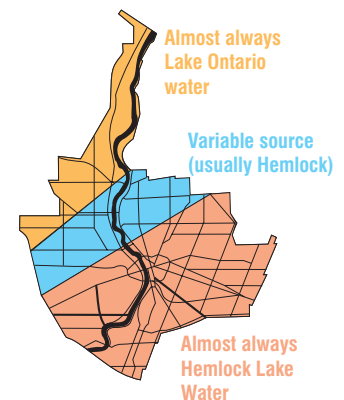 Almost always
Lake Ontario
water
Variable source
(usually Hemlock)
Almost always
Hemlock Lake
Water